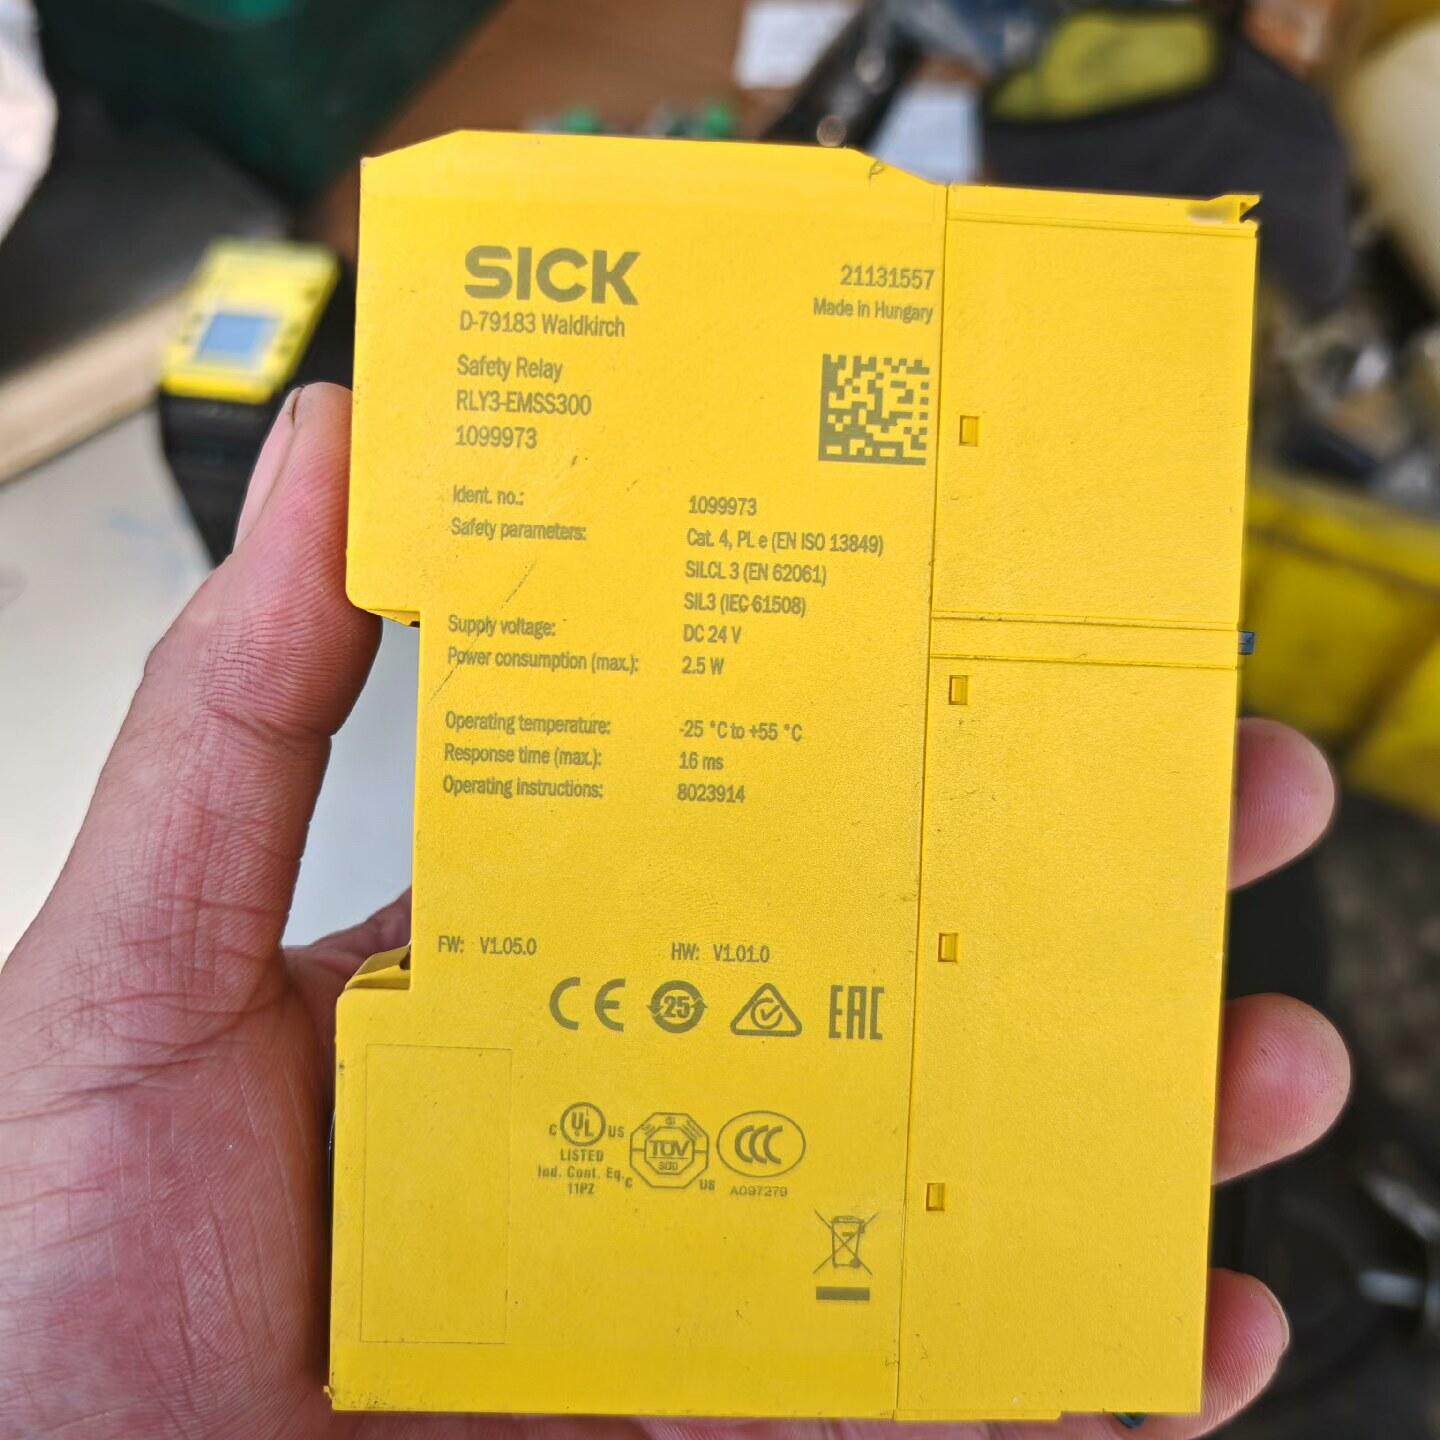 SICK
D-79183 Waldkirch
21131557
Made in Hungary
Safety Relay
RLY3-EMSS300
1099973
Ident. no.: 1099973
Safety parameters: Cat. 4, PL e (EN ISO 13849)
SILCL 3 (EN 62061)
SIL3 (IEC 61508)
Supply voltage: DC 24 V
Power consumption (max.): 2.5 W
Operating temperature: -25 °C to +55 °C
Response time (max.): 16 ms
Operating instructions: 8023914
FW: V1.05.0 HW: V1.01.0
CE 25 EAC
C UL US
LISTED
Ind. Cont. Eq.
11PZ
TÜV
SÜD
C US
CCC
A097279